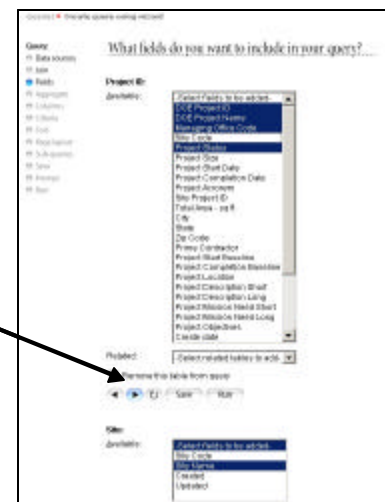 Create query using wizard
What fields do you want to include in your query?
Query
Data sources
Join
Fields
Aggregate
Columns
Criteria
Sort
Sub-queries
Save
Run
Project ID:
Available:
-Select fields to be added-
DOE Project ID
DOE Project Name
Managing Office Code
Site Code
Project Status
Project Size
Project Start Date
Project Completion Date
Project Acronym
Site Project ID
Total Area - sq ft
City
State
Zip Code
Prime Contractor
Project Start Baseline
Project Completion Baseline
Project Location
Project Description Short
Project Description Long
Project Mission Need Short
Project Mission Need Long
Project Objectives
Create date
Related:
-Select related tables to add-
Remove this table from query
Save
Run
Site:
Available:
-Select fields to be added-
Site Code
Site Name
Created
Updated